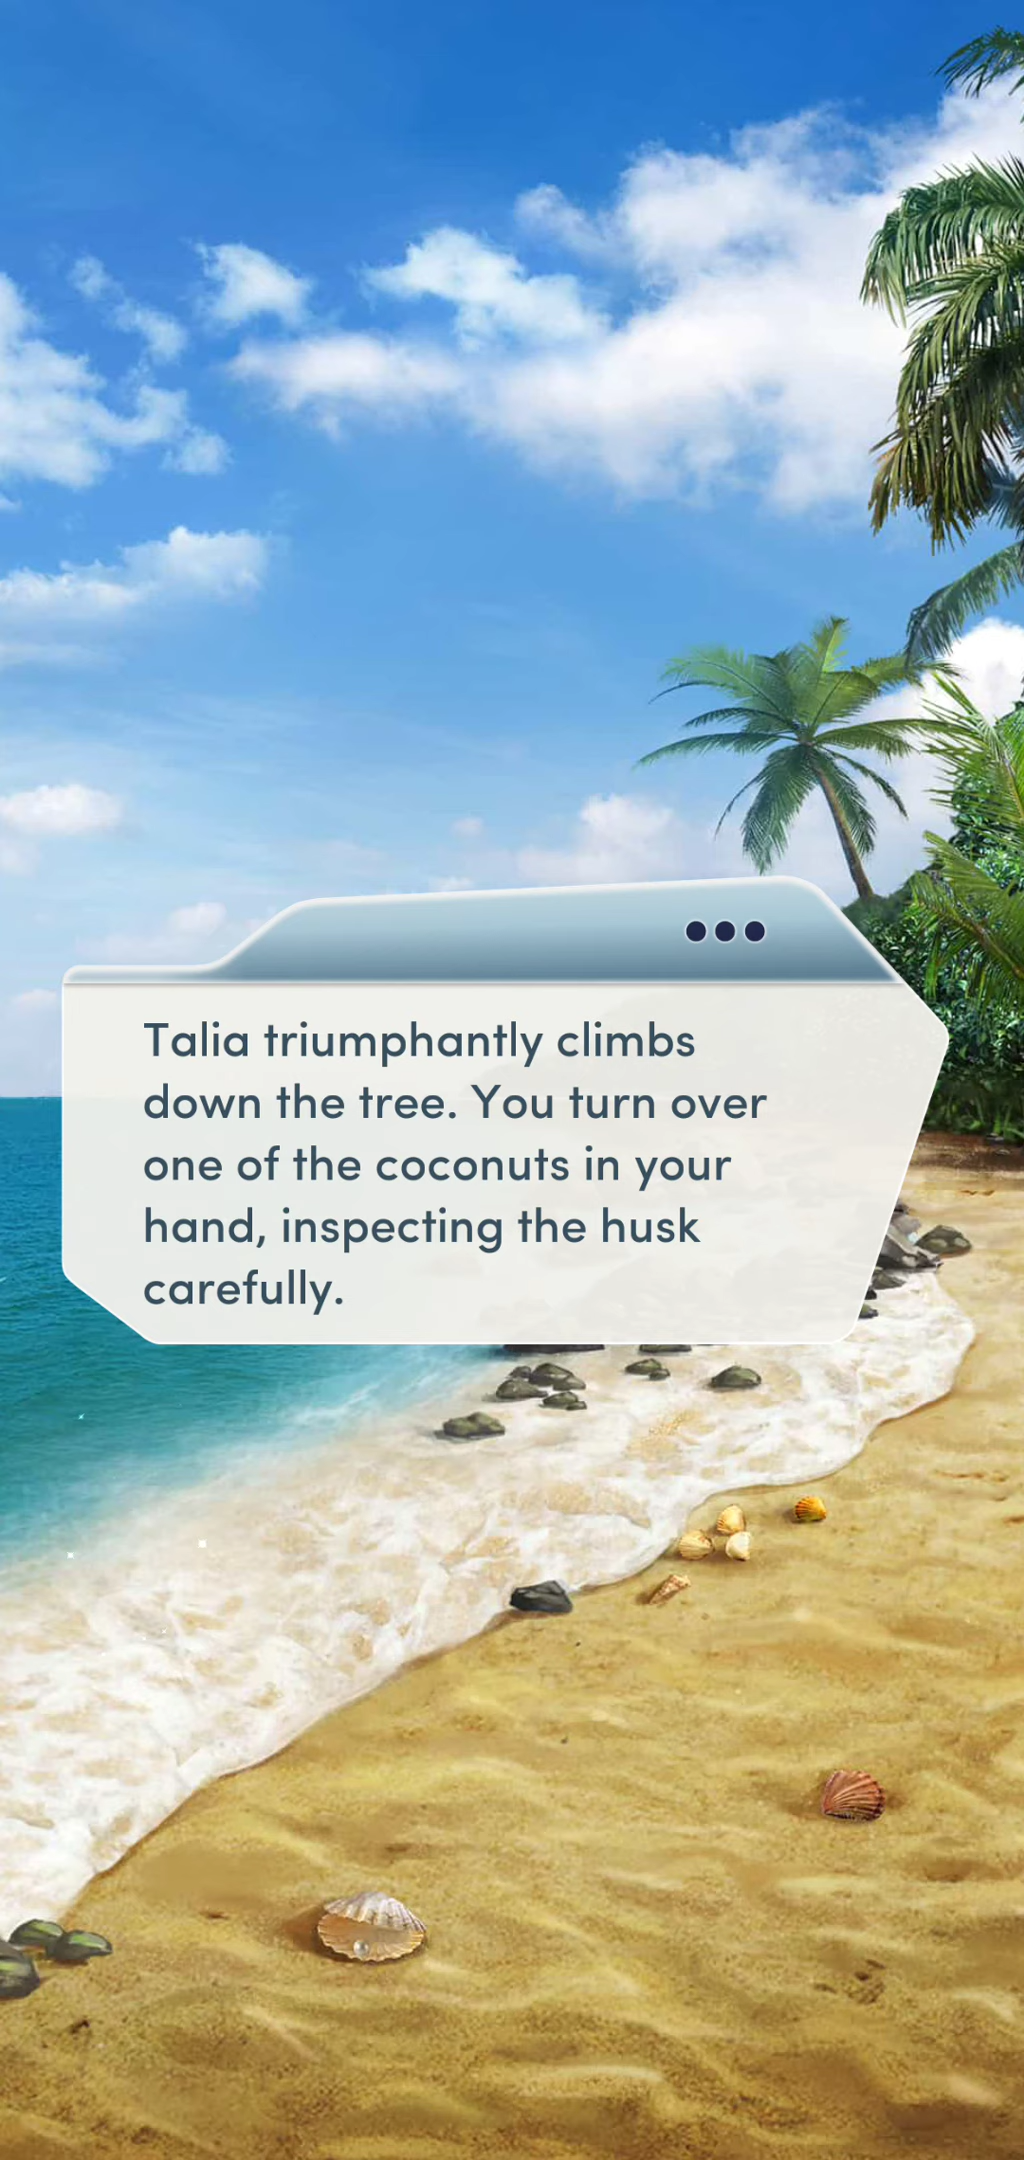 Talia triumphantly climbs
down the tree. You turn over
one of the coconuts in your
hand, inspecting the husk
carefully.